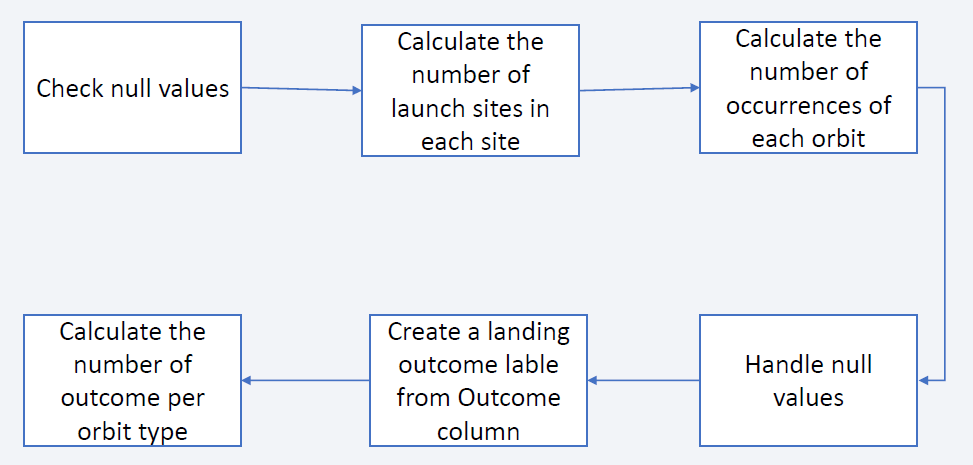 Check null values
Calculate the
number of
launch sites in
each site
Calculate the
number of
occurrences of
each orbit
Handle null
values
Create a landing
outcome lable
from Outcome
column
Calculate the
number of
outcome per
orbit type